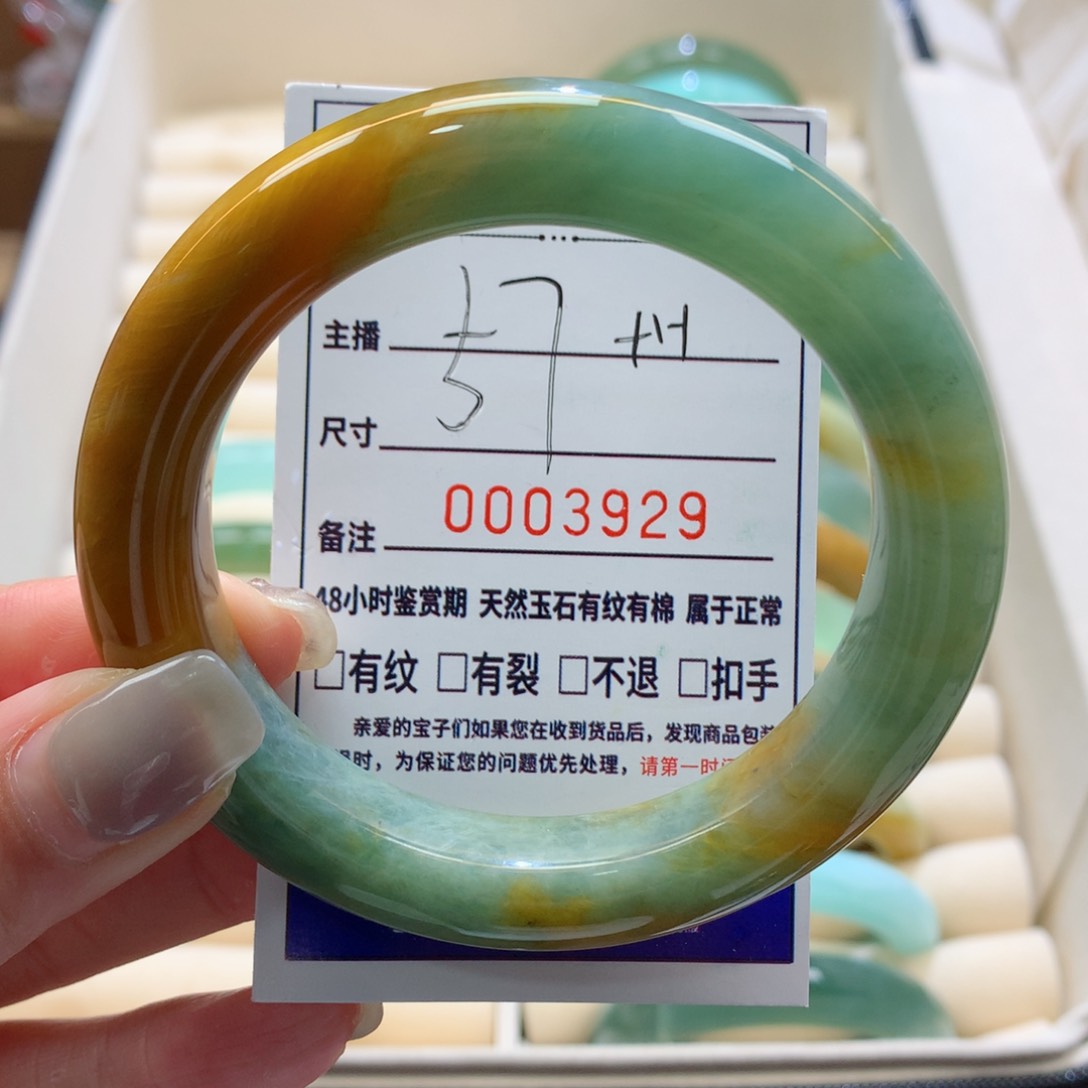 主播
尺寸 57
备注 0003929
48小时鉴赏期 天然玉石有纹有棉 属于正常
□有纹 □有裂 □不退 □扣手
亲爱的宝子们如果您在收到货品后，发现商品包装
时，为保证您的问题优先处理，请第一时